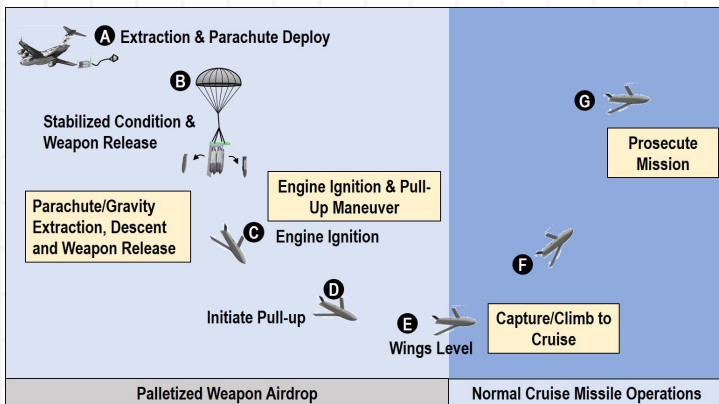 A Extraction & Parachute Deploy
B
Stabilized Condition &
Weapon Release
G
Prosecute
Mission
Engine Ignition & Pull-
Up Maneuver
Parachute/Gravity
Extraction, Descent
and Weapon Release
C Engine Ignition
F
D
Initiate Pull-up
E
Wings Level
Capture/Climb to
Cruise
Palletized Weapon Airdrop
Normal Cruise Missile Operations